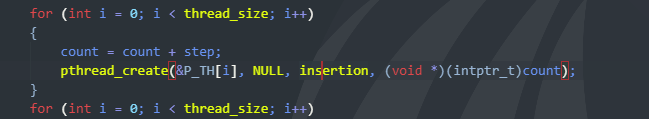 for (int i = 0; i < thread_size; i++)
{
count = count + step;
pthread_create(&P_TH[i], NULL, insertion, (void *)(intptr_t)count);
}
for (int i = 0; i < thread_size; i++)